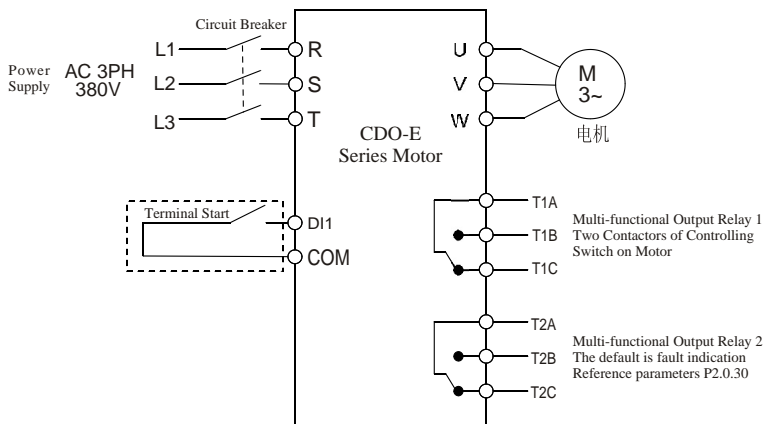 Circuit Breaker
L1
R
U
Power
Supply
AC 3PH
380V
L2
S
V
M
3~
L3
T
W
电机
CDO-E
Series Motor
Terminal Start
DI1
COM
T1A
T1B
T1C
Multi-functional Output Relay 1
Two Contactors of Controlling
Switch on Motor
T2A
T2B
T2C
Multi-functional Output Relay 2
The default is fault indication
Reference parameters P2.0.30